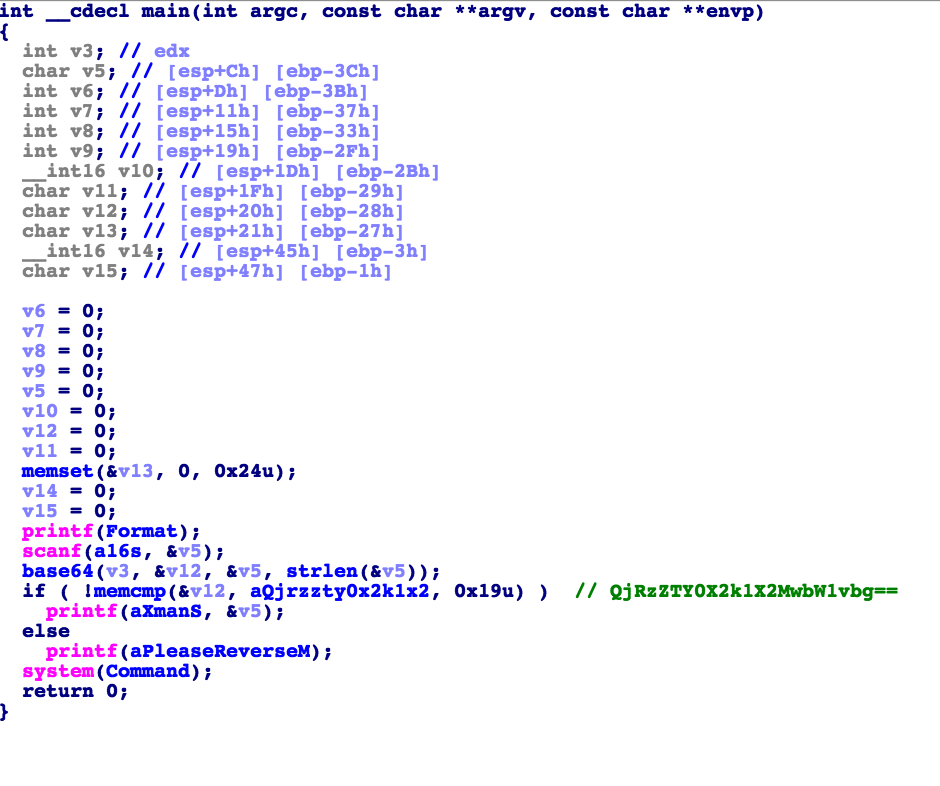 int __cdecl main(int argc, const char **argv, const char **envp)
{
int v3; // edx
char v5; // [esp+Ch] [ebp-3Ch]
int v6; // [esp+Dh] [ebp-3Bh]
int v7; // [esp+11h] [ebp-37h]
int v8; // [esp+15h] [ebp-33h]
int v9; // [esp+19h] [ebp-2Fh]
__int16 v10; // [esp+1Dh] [ebp-2Bh]
char v11; // [esp+1Fh] [ebp-29h]
char v12; // [esp+20h] [ebp-28h]
char v13; // [esp+21h] [ebp-27h]
__int16 v14; // [esp+45h] [ebp-3h]
char v15; // [esp+47h] [ebp-1h]
v6 = 0;
v7 = 0;
v8 = 0;
v9 = 0;
v5 = 0;
v10 = 0;
v12 = 0;
v11 = 0;
memset(&v13, 0, 0x24u);
v14 = 0;
v15 = 0;
printf(Format);
scanf(a16s, &v5);
base64(v3, &v12, &v5, strlen(&v5));
if ( !memcmp(&v12, aQjrzzty0x2k1x2, 0x19u) ) // QjRzZTY0X2k1X2MwbW1vbg==
printf(aXmanS, &v5);
else
printf(aPleaseReverseM);
system(Command);
return 0;
}